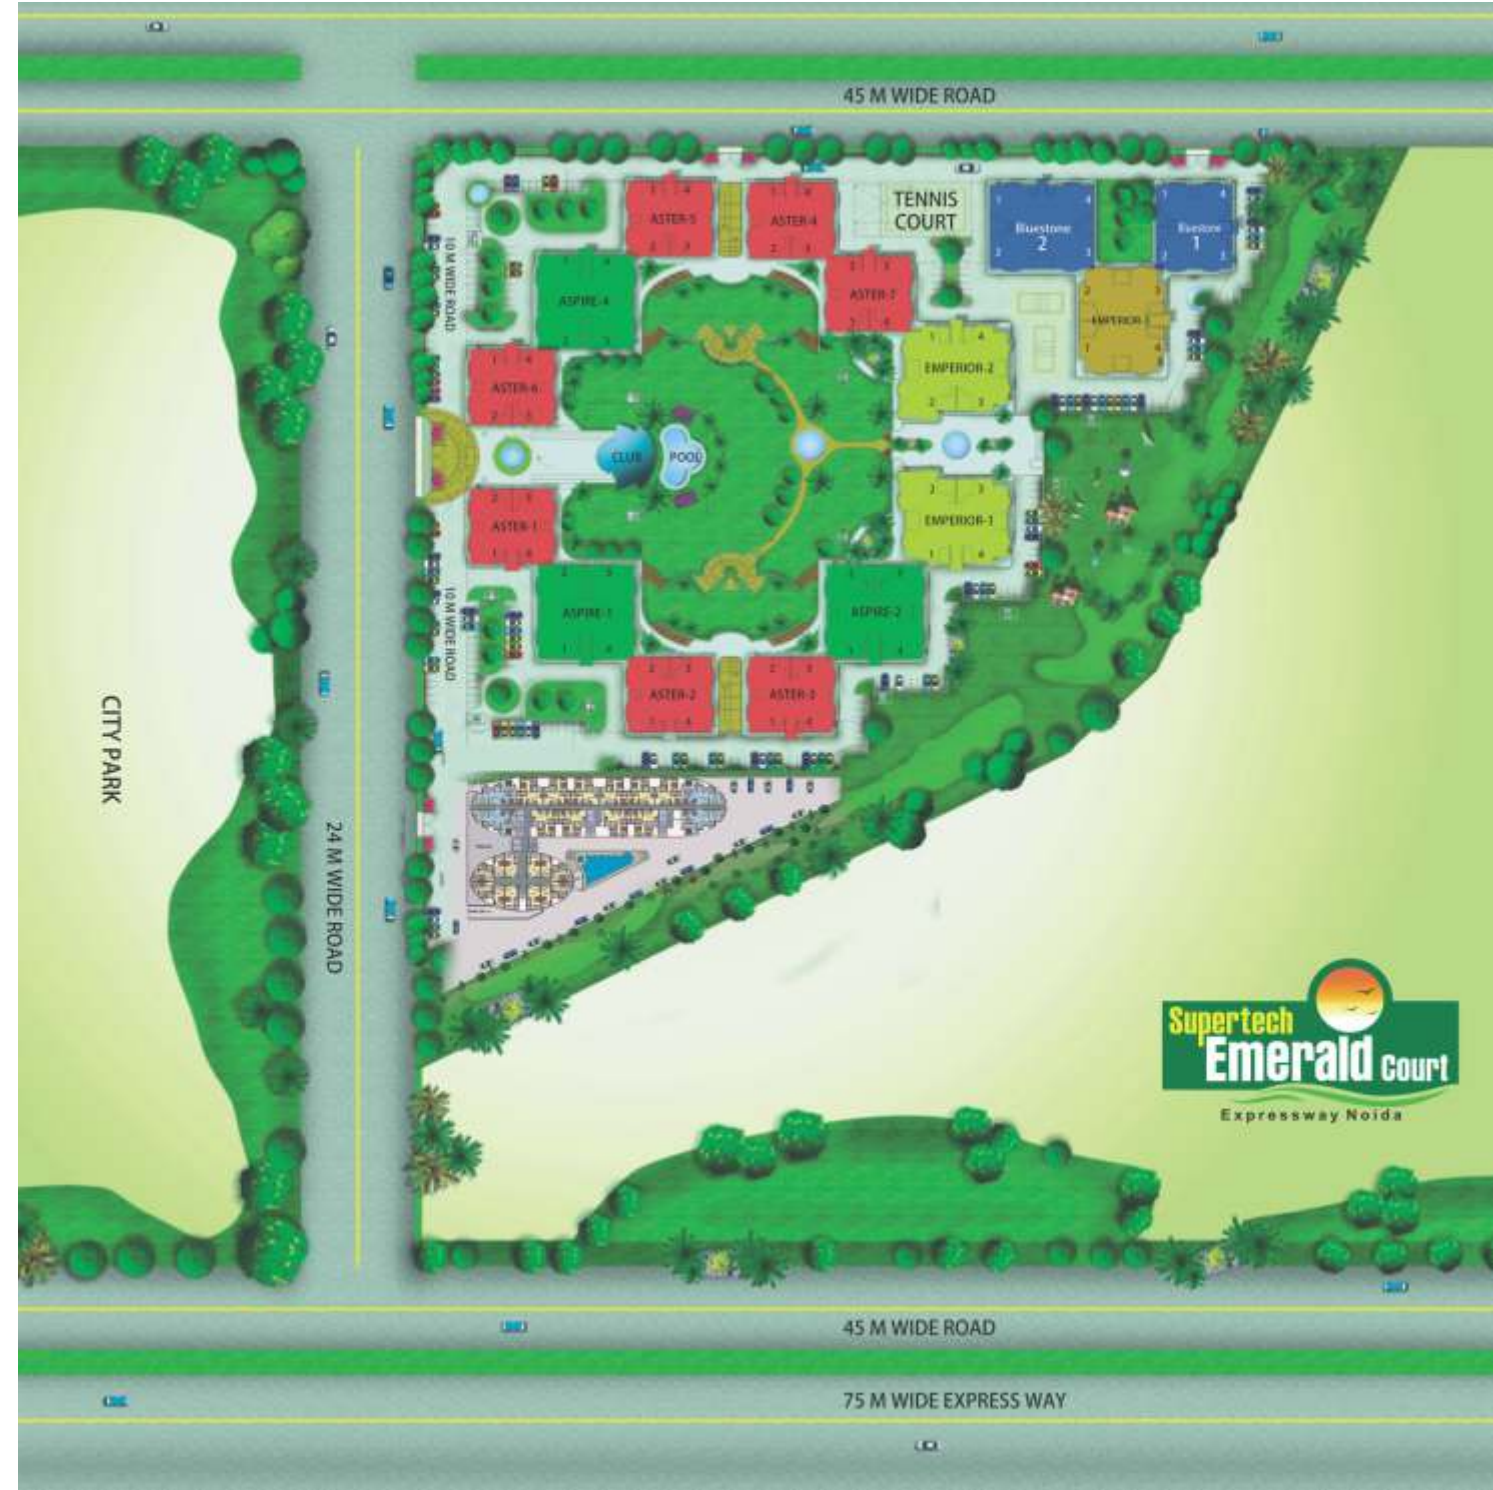 45 M WIDE ROAD
TENNIS
COURT
ASTER-5
ASTER-4
Bluestone
2
Bluestone
1
10 M WIDE ROAD
ASPIRE-4
ASTER-7
EMPERIOR-2
ASTER-6
CLUB
POOL
ASTER-1
EMPERIOR-1
10 M WIDE ROAD
ASPIRE-1
ASPIRE-2
ASTER-2
ASTER-3
CITY PARK
24 M WIDE ROAD
Supertech
Emerald Court
Expressway Noida
45 M WIDE ROAD
75 M WIDE EXPRESS WAY